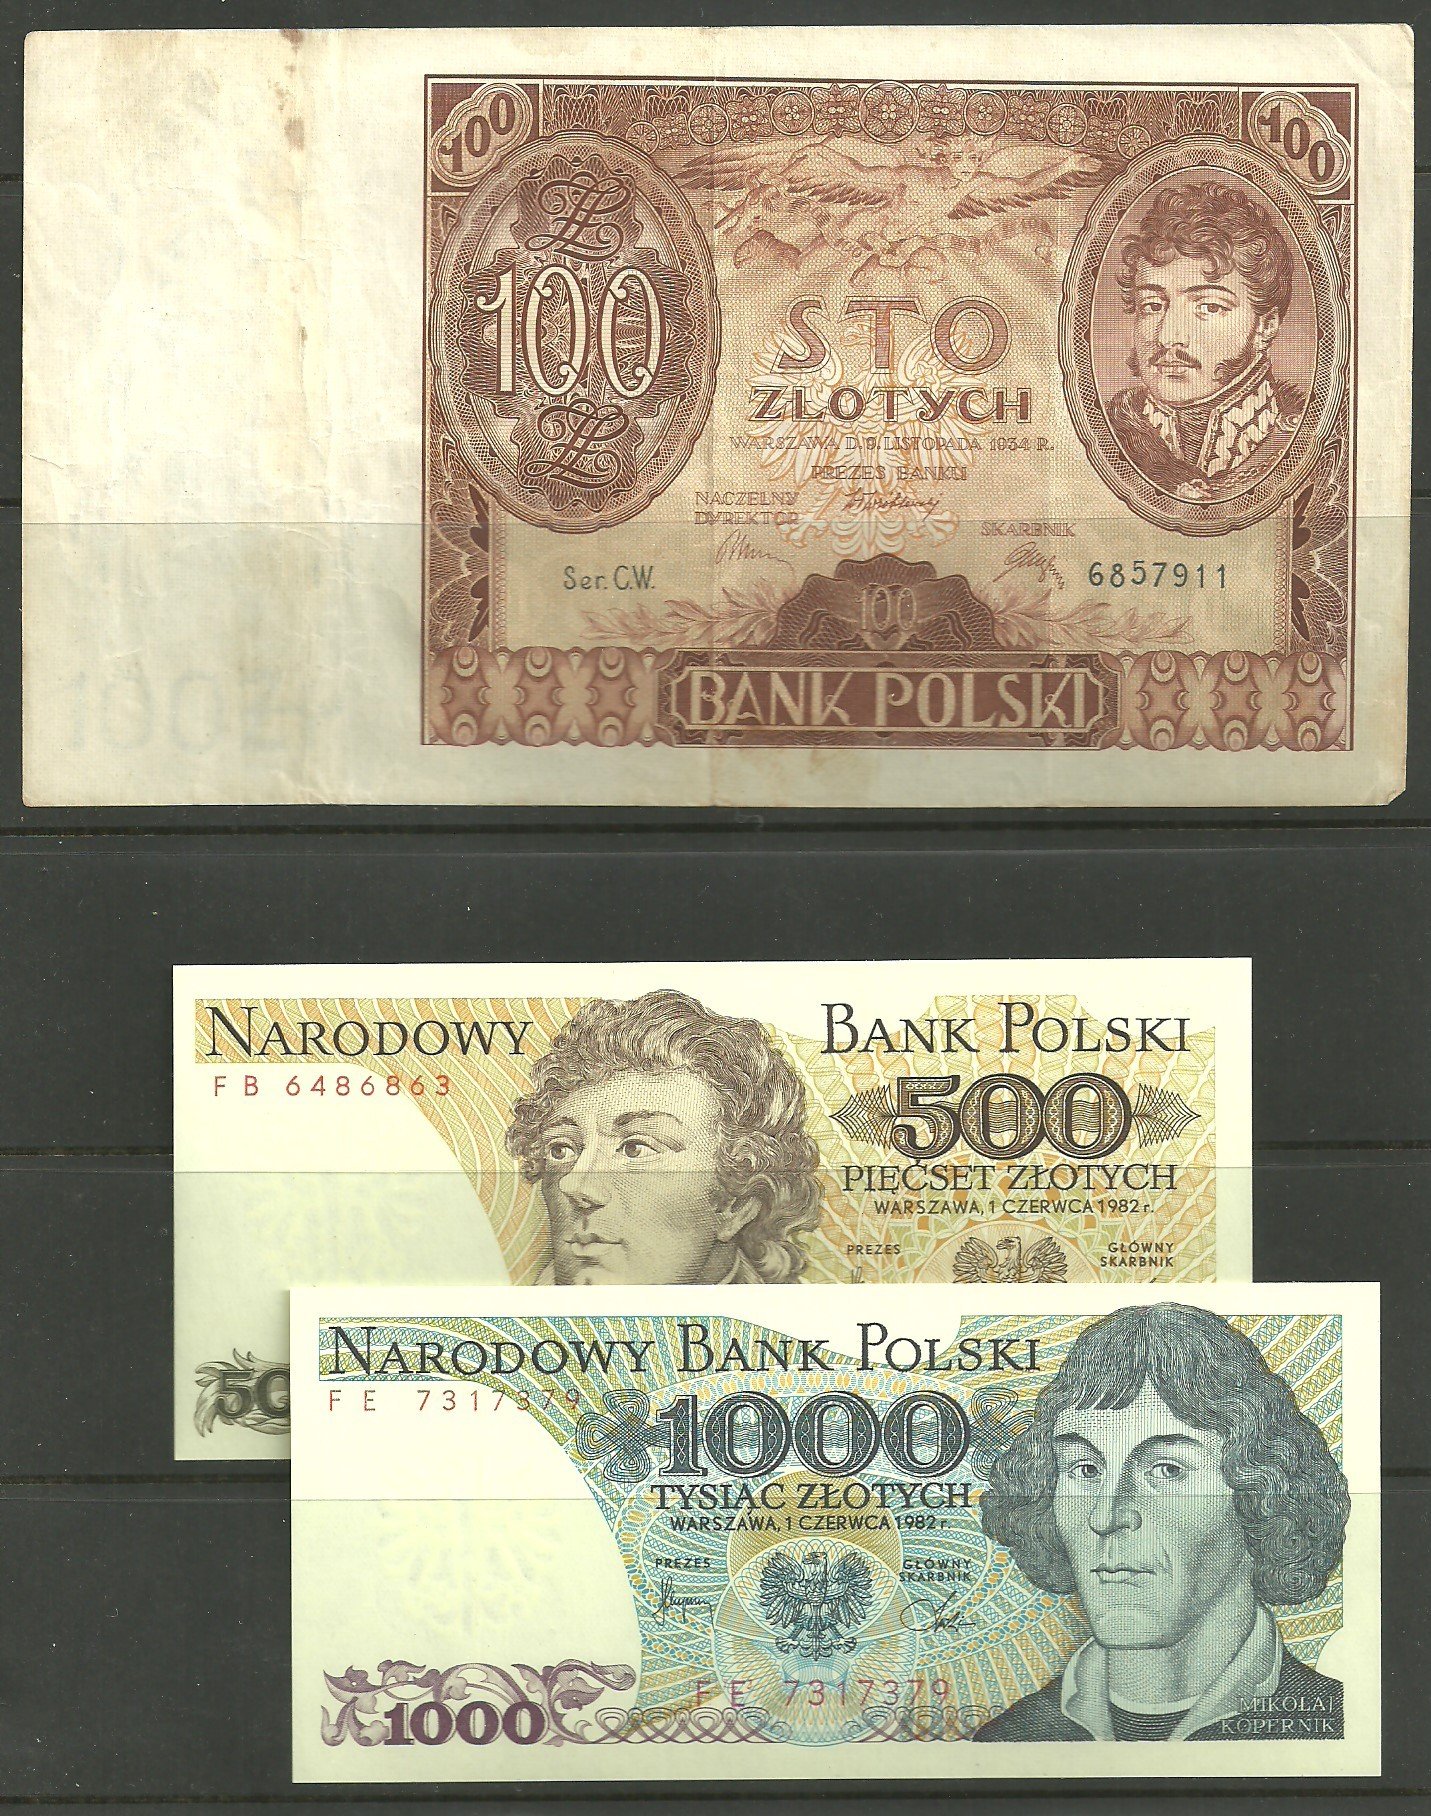 100
100
100
STO
ZŁOTYCH
WARSZAWA D. 9. LISTOPADA 1934 R.
PREZES BANKU
NACZELNY
DYREKTOR
SKARBNIK
Ser. C.W.
6857911
100
BANK POLSKI
100ZŁ
NARODOWY BANK POLSKI
FB 6486863
500
PIĘĆSET ZŁOTYCH
WARSZAWA, 1 CZERWCA 1982 r.
PREZES
GŁÓWNY
SKARBNIK
NARODOWY BANK POLSKI
FE 7317379
1000
TYSIĄC ZŁOTYCH
WARSZAWA, 1 CZERWCA 1982 r.
PREZES
GŁÓWNY
SKARBNIK
FE 7317379
1000
MIKOŁAJ
KOPERNIK